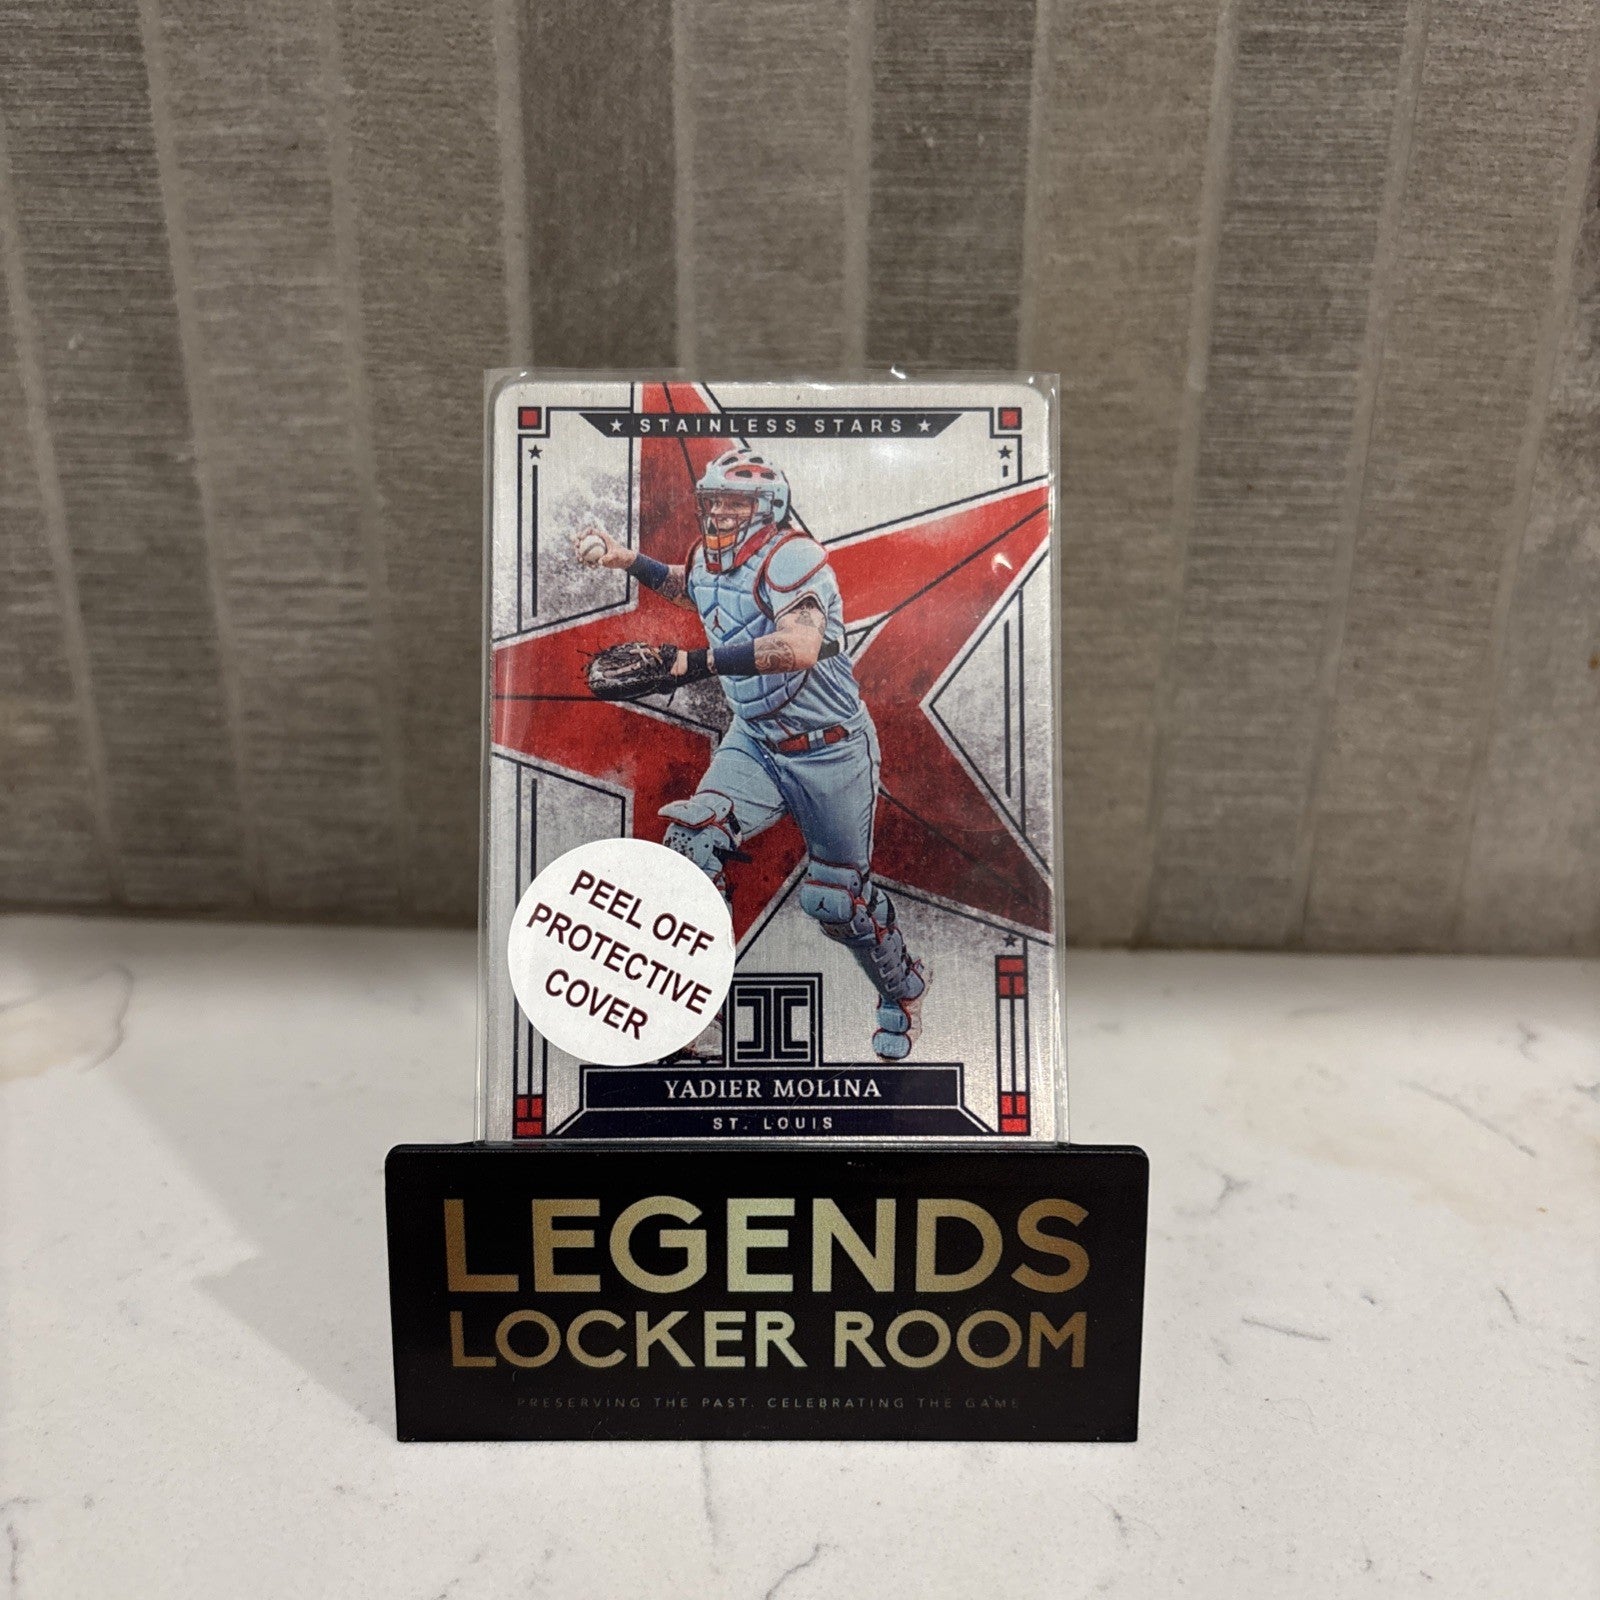 ★ STAINLESS STARS ★
PEEL OFF
PROTECTIVE
COVER
YADIER MOLINA
ST. LOUIS
LEGENDS
LOCKER ROOM
PRESERVING THE PAST. CELEBRATING THE GAME